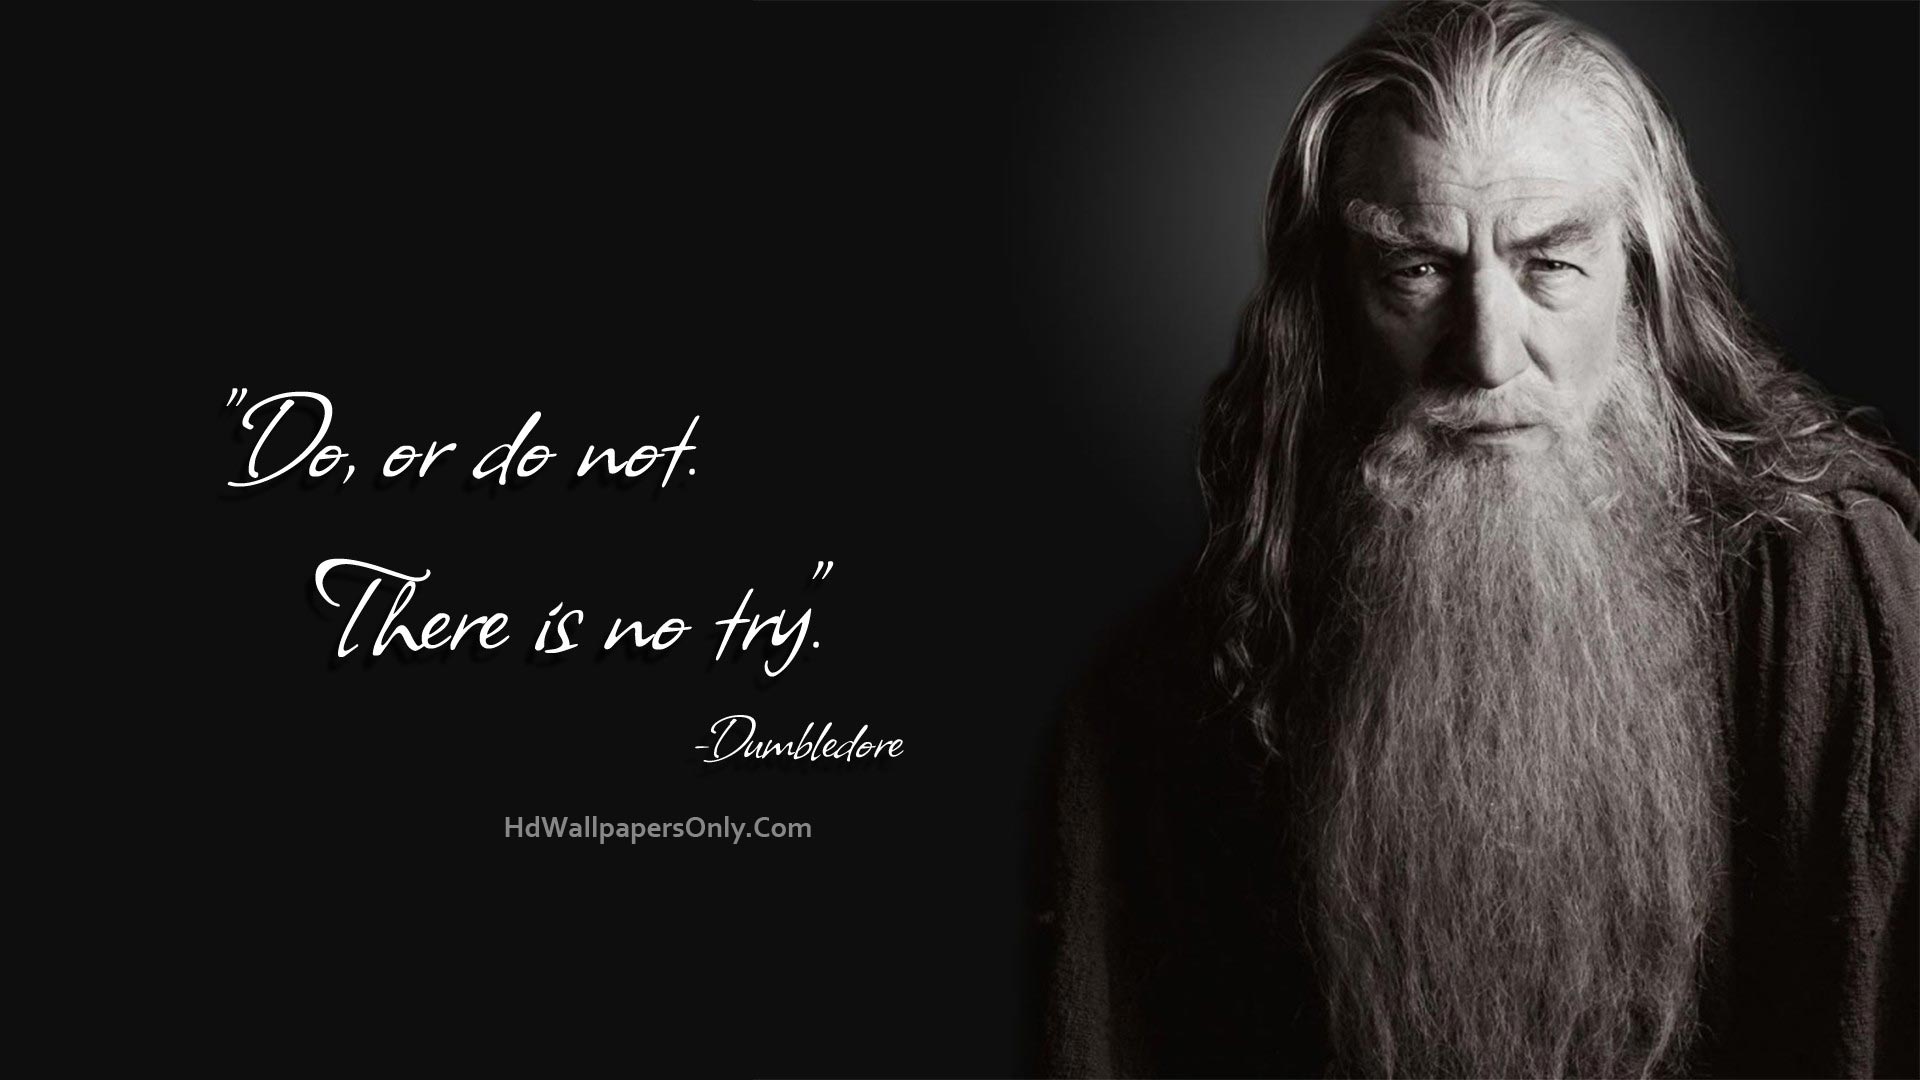 "Do, or do not.
There is no try."
-Dumbledore
HdWallpapersOnly.Com